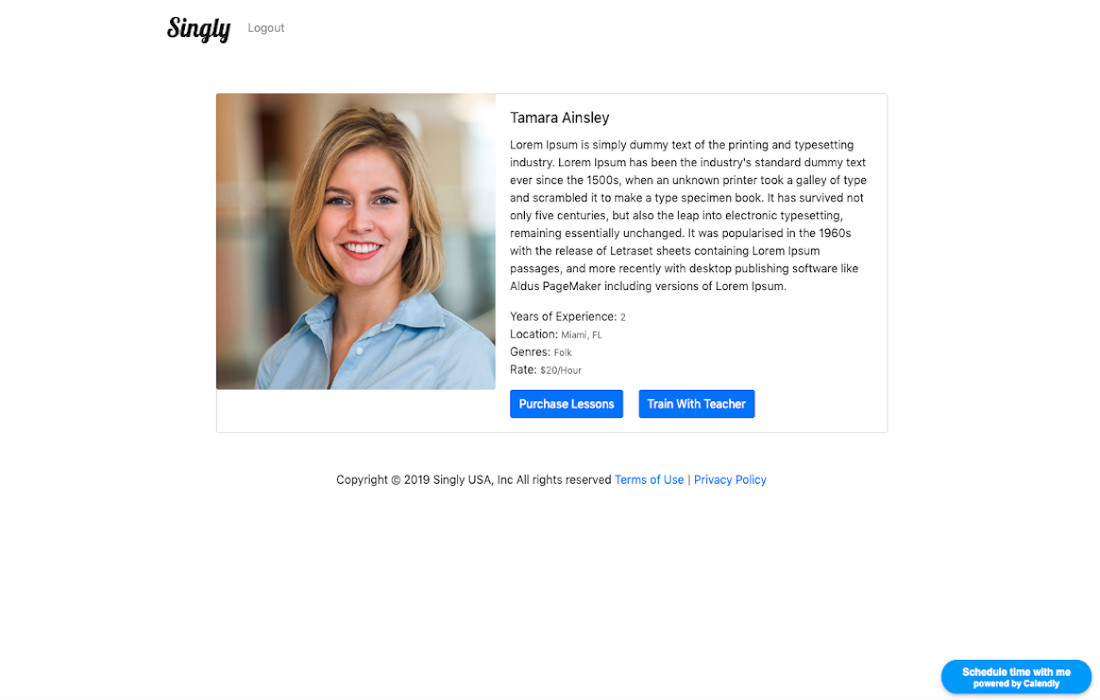 Singly Logout
Tamara Ainsley
Lorem Ipsum is simply dummy text of the printing and typesetting
industry. Lorem Ipsum has been the industry's standard dummy text
ever since the 1500s, when an unknown printer took a galley of type
and scrambled it to make a type specimen book. It has survived not
only five centuries, but also the leap into electronic typesetting,
remaining essentially unchanged. It was popularised in the 1960s
with the release of Letraset sheets containing Lorem Ipsum
passages, and more recently with desktop publishing software like
Aldus PageMaker including versions of Lorem Ipsum.
Years of Experience: 2
Location: Miami, FL
Genres: Folk
Rate: $20/Hour
Purchase Lessons Train With Teacher
Copyright © 2019 Singly USA, Inc All rights reserved Terms of Use | Privacy Policy
Schedule time with me
powered by Calendly